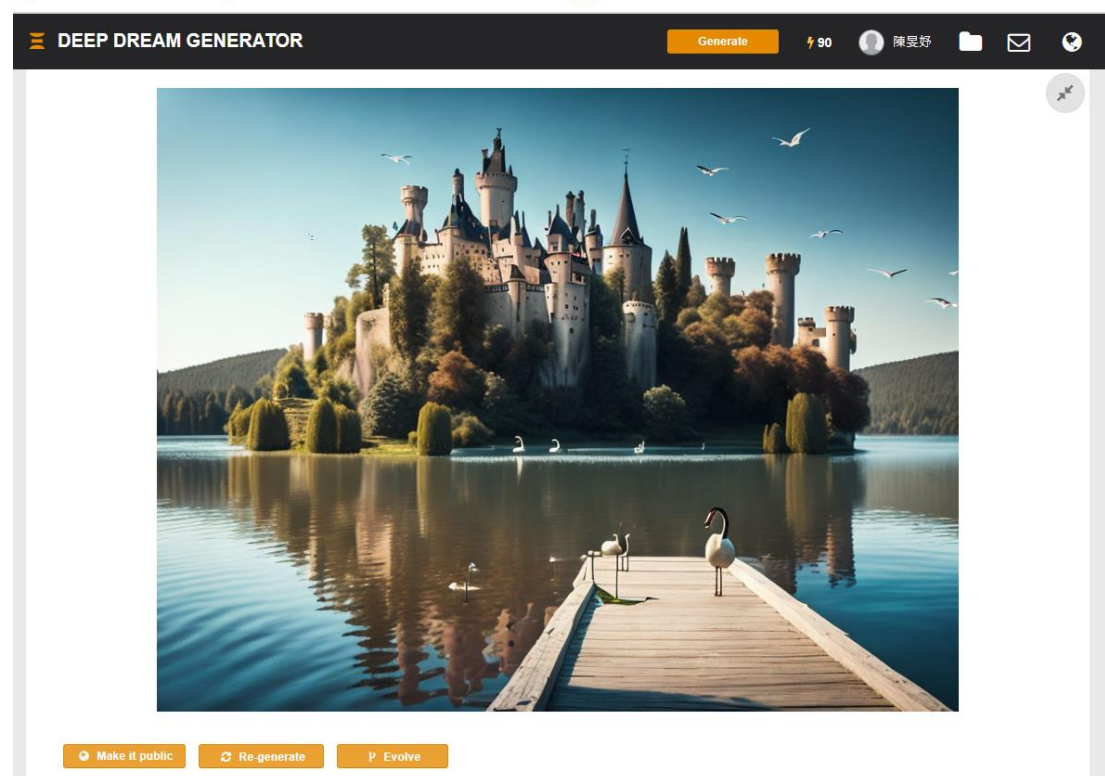 DEEP DREAM GENERATOR
Generate
90
陳旻妤
Make it public
Re-generate
Evolve